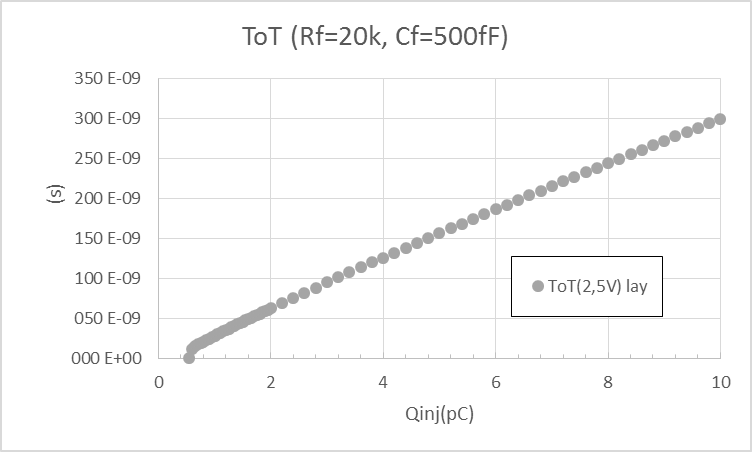 ToT (Rf=20k, Cf=500fF)
350 E-09
300 E-09
250 E-09
200 E-09
150 E-09
100 E-09
050 E-09
000 E+00
(s)
ToT(2,5V) lay
0 2 4 6 8 10
Qinj(pC)